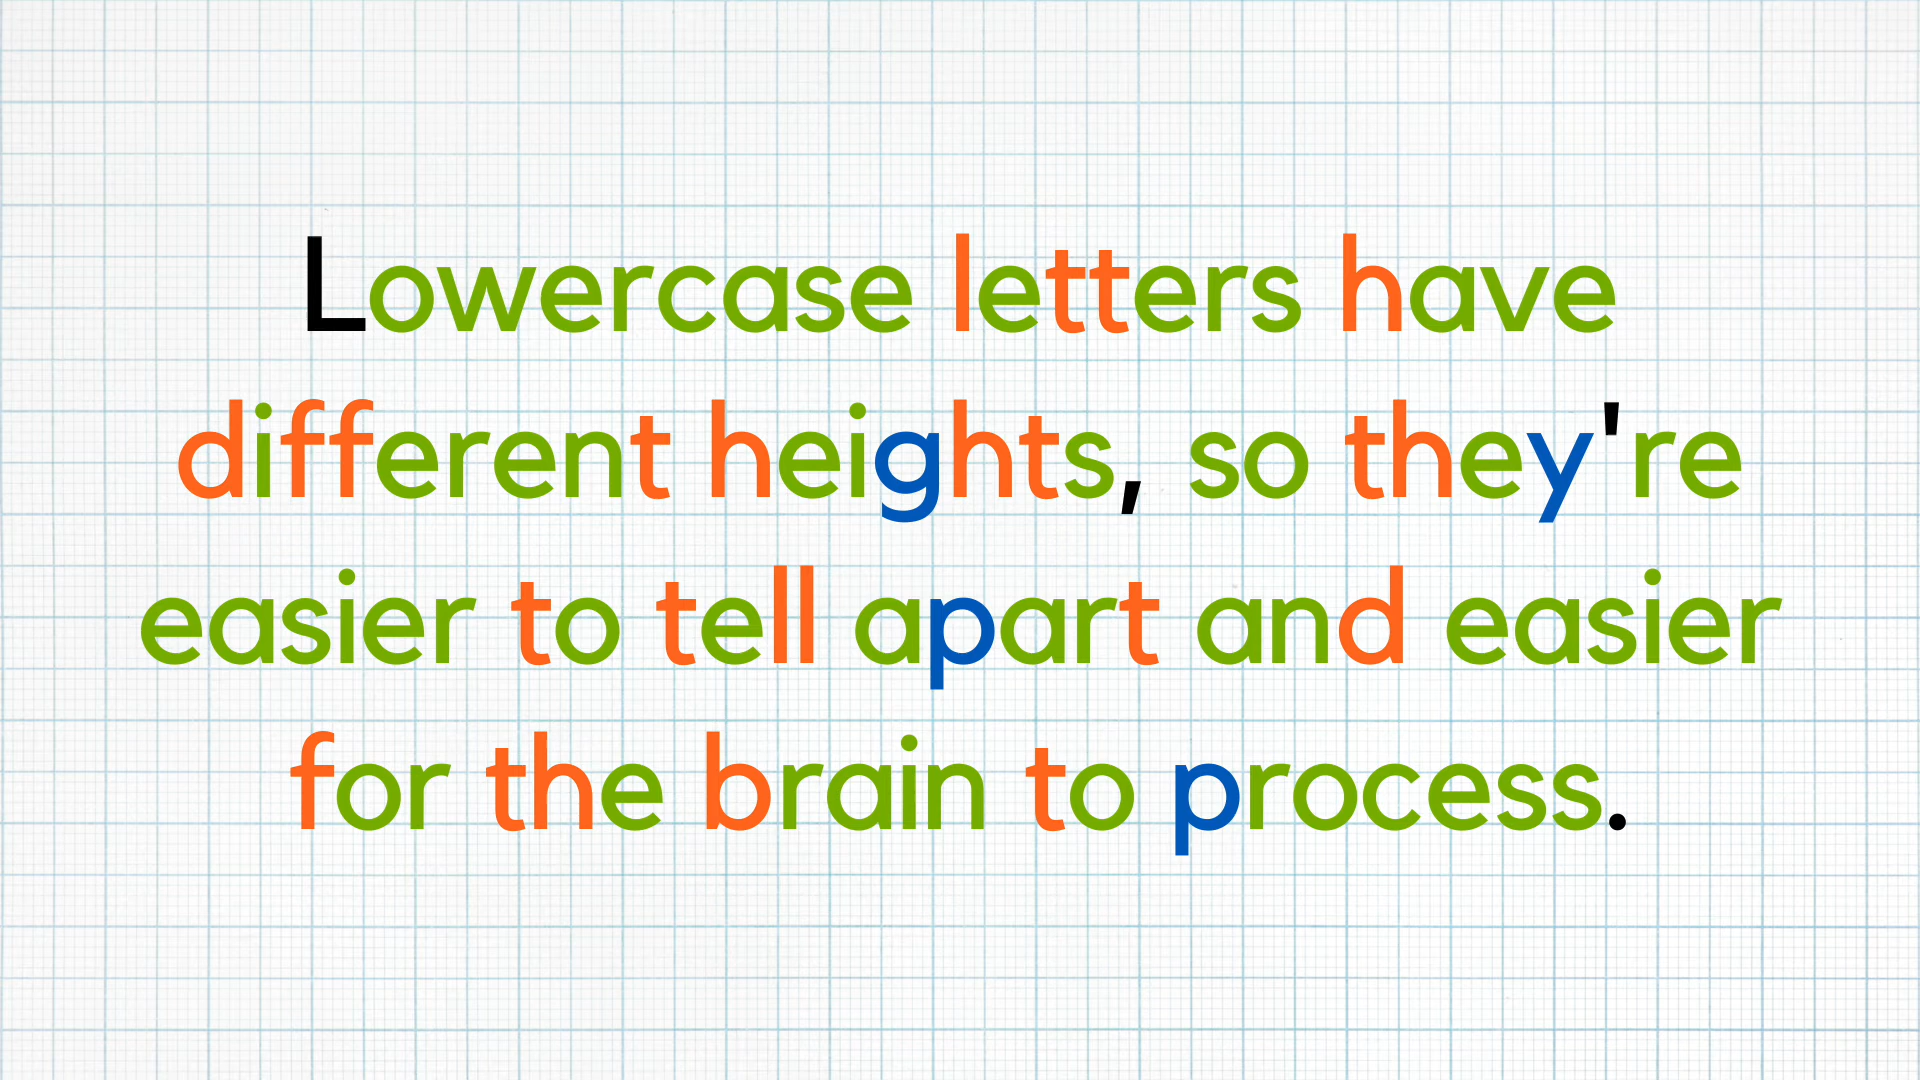 Lowercase letters have
different heights, so they're
easier to tell apart and easier
for the brain to process.